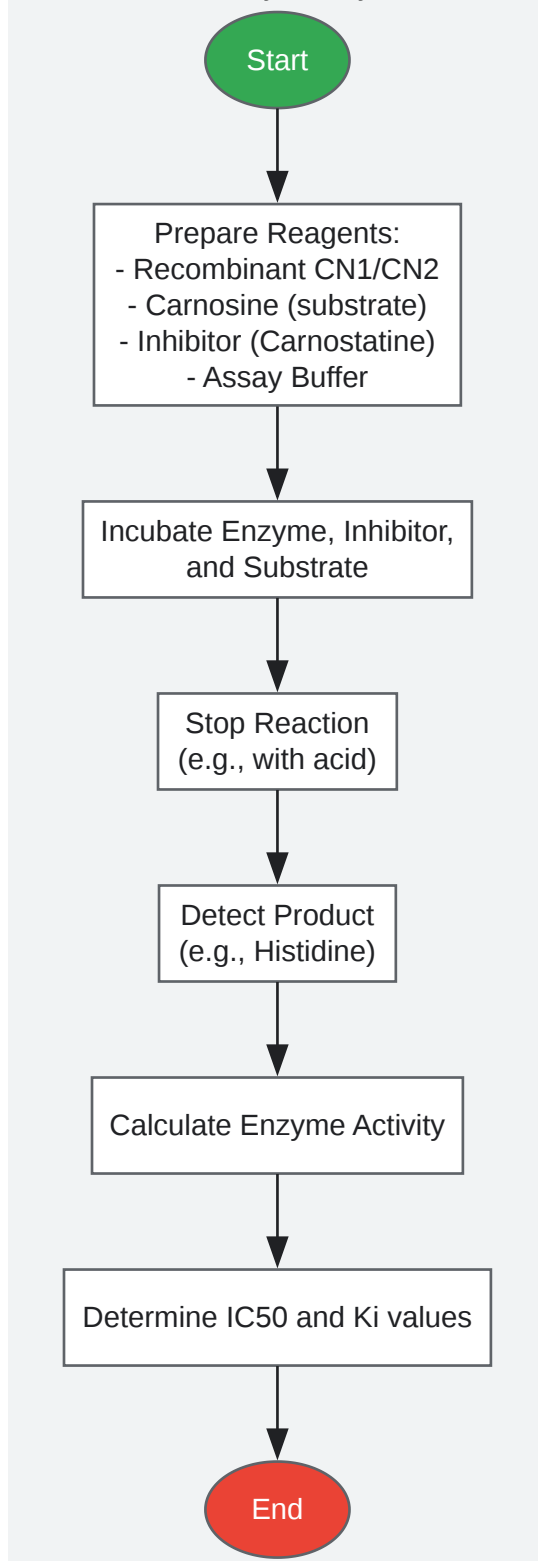 Start
Prepare Reagents:
- Recombinant CN1/CN2
- Carnosine (substrate)
- Inhibitor (Carnostatine)
- Assay Buffer
Incubate Enzyme, Inhibitor,
and Substrate
Stop Reaction
(e.g., with acid)
Detect Product
(e.g., Histidine)
Calculate Enzyme Activity
Determine IC50 and Ki values
End